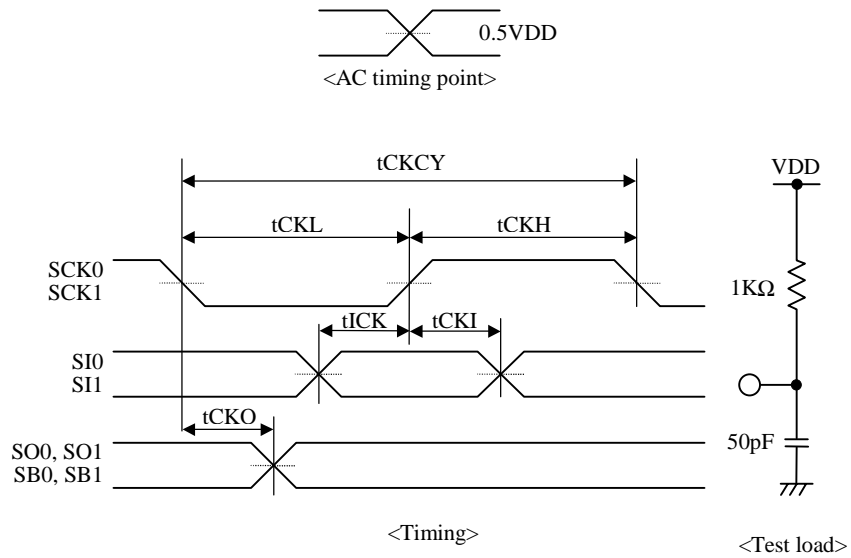 0.5VDD
<AC timing point>
tCKCY
VDD
tCKL
tCKH
SCK0
SCK1
1KΩ
tICK
tCKI
SI0
SI1
tCKO
SO0, SO1
SB0, SB1
50pF
<Timing>
<Test load>